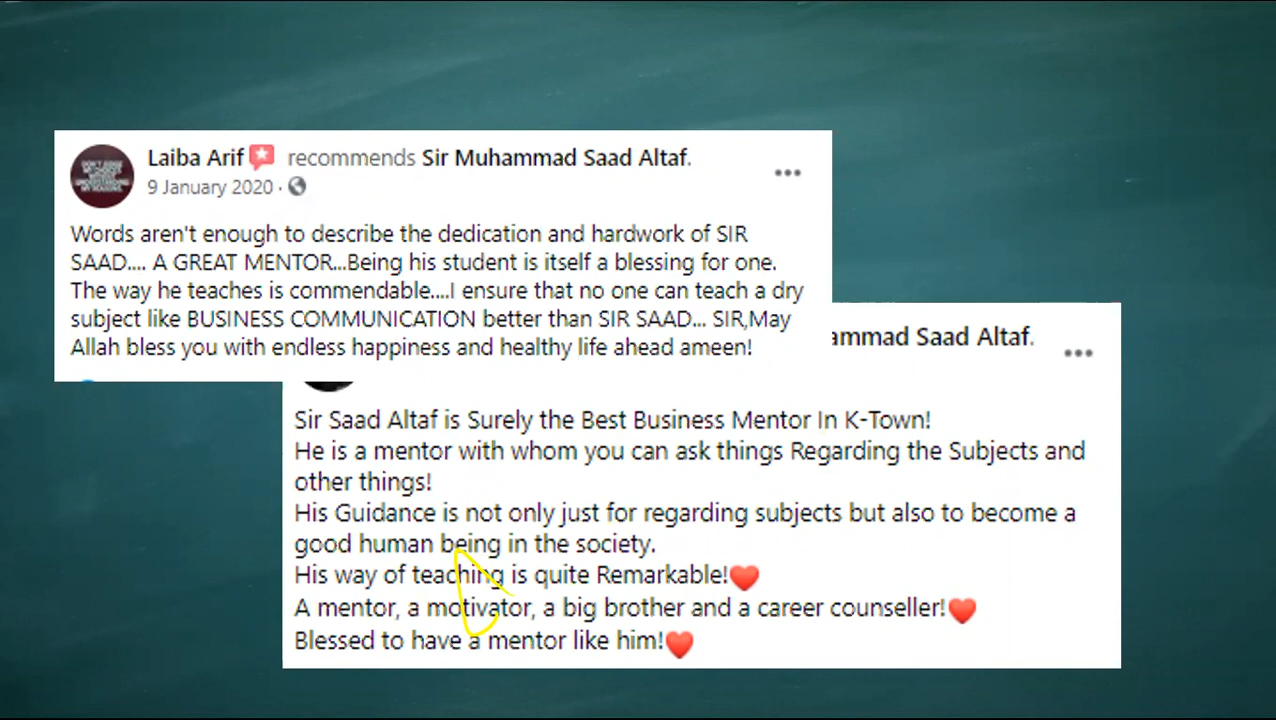 Laiba Arif recommends Sir Muhammad Saad Altaf.
9 January 2020 ·
Words aren't enough to describe the dedication and hardwork of SIR
SAAD.... A GREAT MENTOR...Being his student is itself a blessing for one.
The way he teaches is commendable....I ensure that no one can teach a dry
subject like BUSINESS COMMUNICATION better than SIR SAAD... SIR,May
Allah bless you with endless happiness and healthy life ahead ameen!
ammad Saad Altaf.
Sir Saad Altaf is Surely the Best Business Mentor In K-Town!
He is a mentor with whom you can ask things Regarding the Subjects and
other things!
His Guidance is not only just for regarding subjects but also to become a
good human being in the society.
His way of teaching is quite Remarkable!❤
A mentor, a motivator, a big brother and a career counseller!❤
Blessed to have a mentor like him!❤